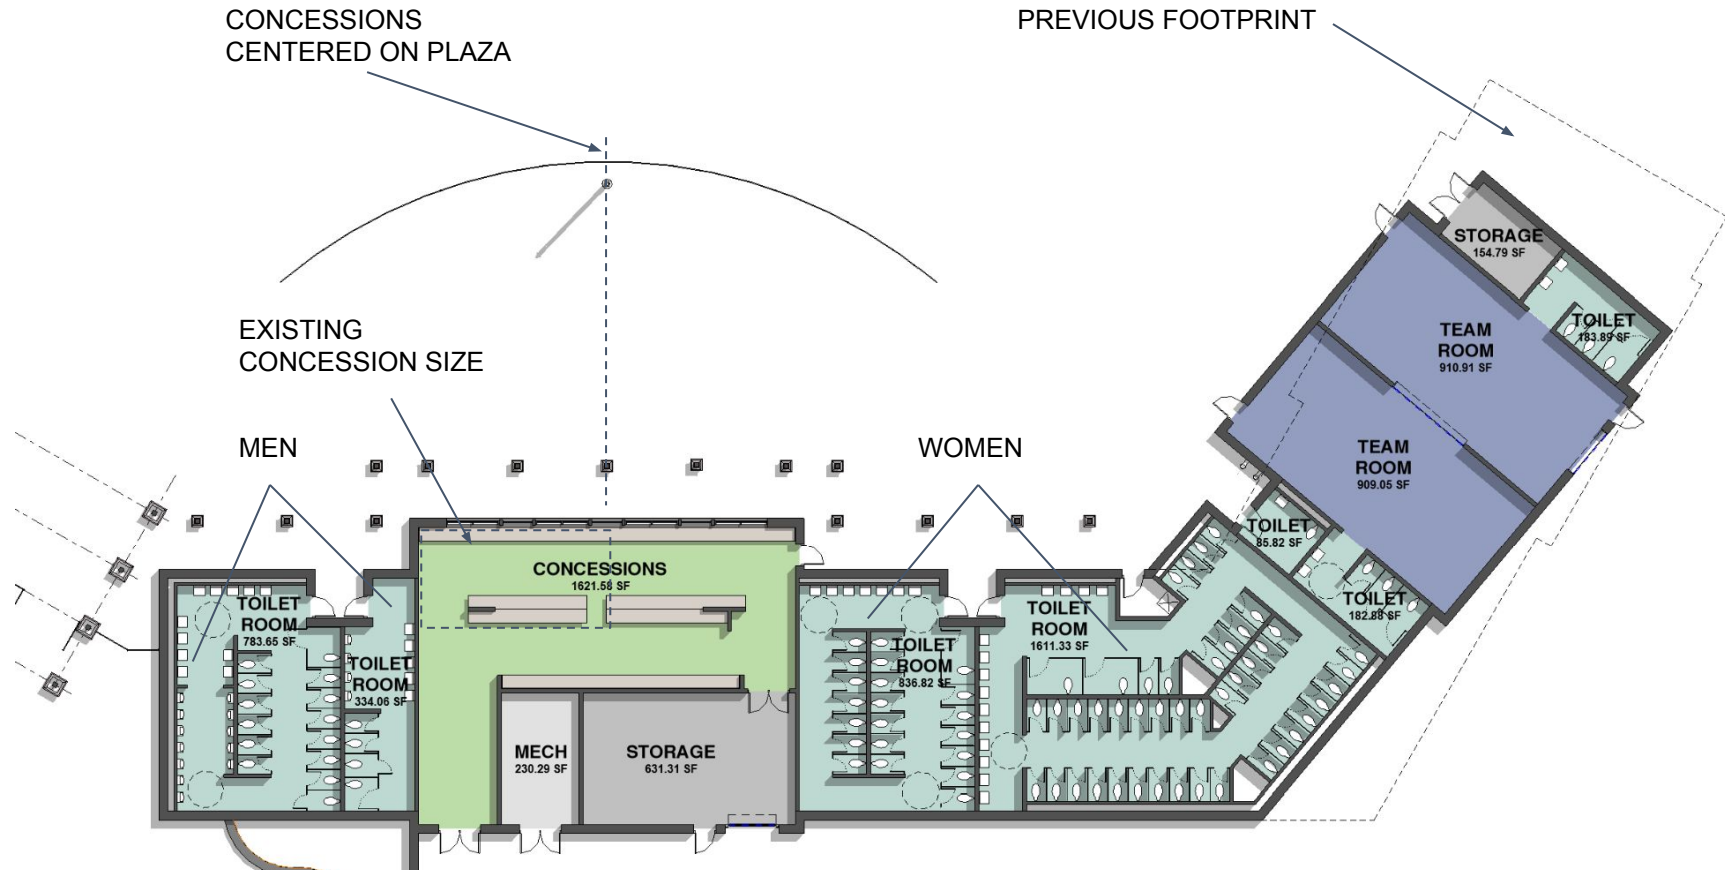 CONCESSIONS
CENTERED ON PLAZA
PREVIOUS FOOTPRINT
STORAGE
154.79 SF
TOILET
183.89 SF
TEAM
ROOM
910.91 SF
EXISTING
CONCESSION SIZE
MEN
WOMEN
TEAM
ROOM
909.05 SF
TOILET
85.82 SF
CONCESSIONS
1621.58 SF
TOILET
ROOM
783.65 SF
TOILET
ROOM
334.06 SF
TOILET
ROOM
836.82 SF
TOILET
ROOM
1611.33 SF
TOILET
182.88 SF
MECH
230.29 SF
STORAGE
631.31 SF